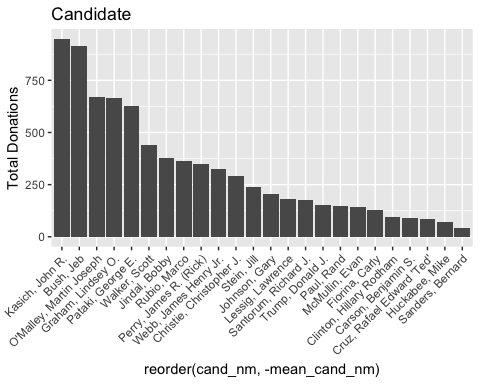 Candidate
Total Donations
750
500
250
0
Kasich, John R.
Bush, Jeb
O'Malley, Martin Joseph
Graham, Lindsey O.
Pataki, George E.
Walker, Scott
Jindal, Bobby
Rubio, Marco
Perry, James R. (Rick)
Webb, James Henry Jr.
Christie, Christopher J.
Stein, Jill
Johnson, Gary
Lessig, Lawrence
Santorum, Richard J.
Trump, Donald J.
Paul, Rand
McMullin, Evan
Fiorina, Carly
Clinton, Hillary Rodham
Carson, Benjamin S.
Cruz, Rafael Edward 'Ted'
Huckabee, Mike
Sanders, Bernard
reorder(cand_nm, -mean_cand_nm)